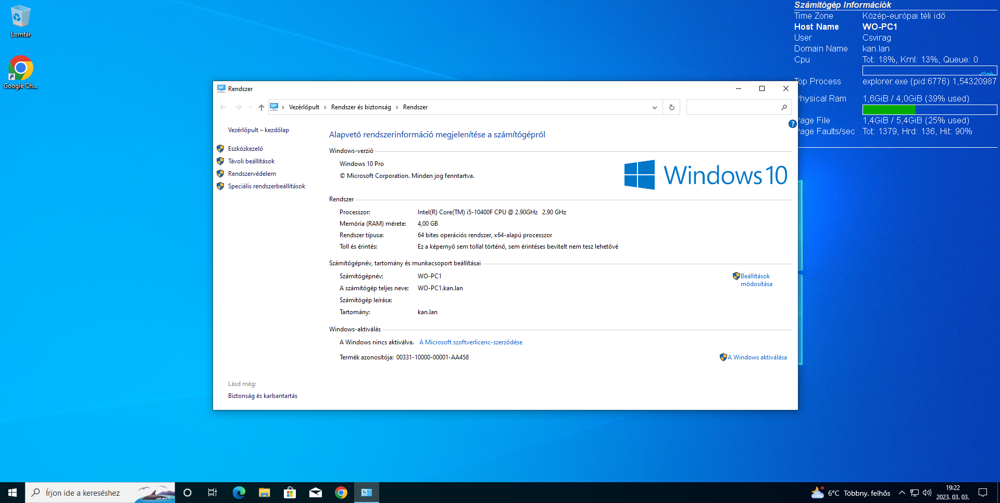 Lomtár
Google Ch...
Számítógép Információk
Time Zone Közép-európai téli idő
Host Name WO-PC1
User Csvirag
Domain Name kan.lan
Cpu Tot: 18%, Krnl: 13%, Queue: 0
Top Process explorer.exe (pid:6776) 1,54320987
Physical Ram 1,6GiB / 4,0GiB (39% used)
Page File 1,4GiB / 5,4GiB (25% used)
Page Faults/sec Tot: 1379, Hrd: 136, Hit: 90%
Rendszer
Vezérlőpult › Rendszer és biztonság › Rendszer
Vezérlőpult – kezdőlap
Eszközkezelő
Távoli beállítások
Rendszervédelem
Speciális rendszerbeállítások
Lásd még:
Biztonság és karbantartás
Alapvető rendszerinformáció megjelenítése a számítógépről
Windows-verzió
Windows 10 Pro
© Microsoft Corporation. Minden jog fenntartva.
Windows 10
Rendszer
Processzor: Intel(R) Core(TM) i5-10400F CPU @ 2.90GHz 2.90 GHz
Memória (RAM) mérete: 4,00 GB
Rendszer típusa: 64 bites operációs rendszer, x64-alapú processzor
Toll és érintés: Ez a képernyő sem tollal történő, sem érintéses bevitelt nem tesz lehetővé
Számítógépnév, tartomány és munkacsoport beállításai
Számítógépnév: WO-PC1
A számítógép teljes neve: WO-PC1.kan.lan
Számítógép leírása:
Tartomány: kan.lan
Beállítások
módosítása
Windows-aktiválás
A Windows nincs aktiválva. A Microsoft szoftverlicenc-szerződése
Termék azonosítója: 00331-10000-00001-AA458
A Windows aktiválása
Írjon ide a kereséshez
6°C Többny. felhős
19:22
2023. 03. 03.